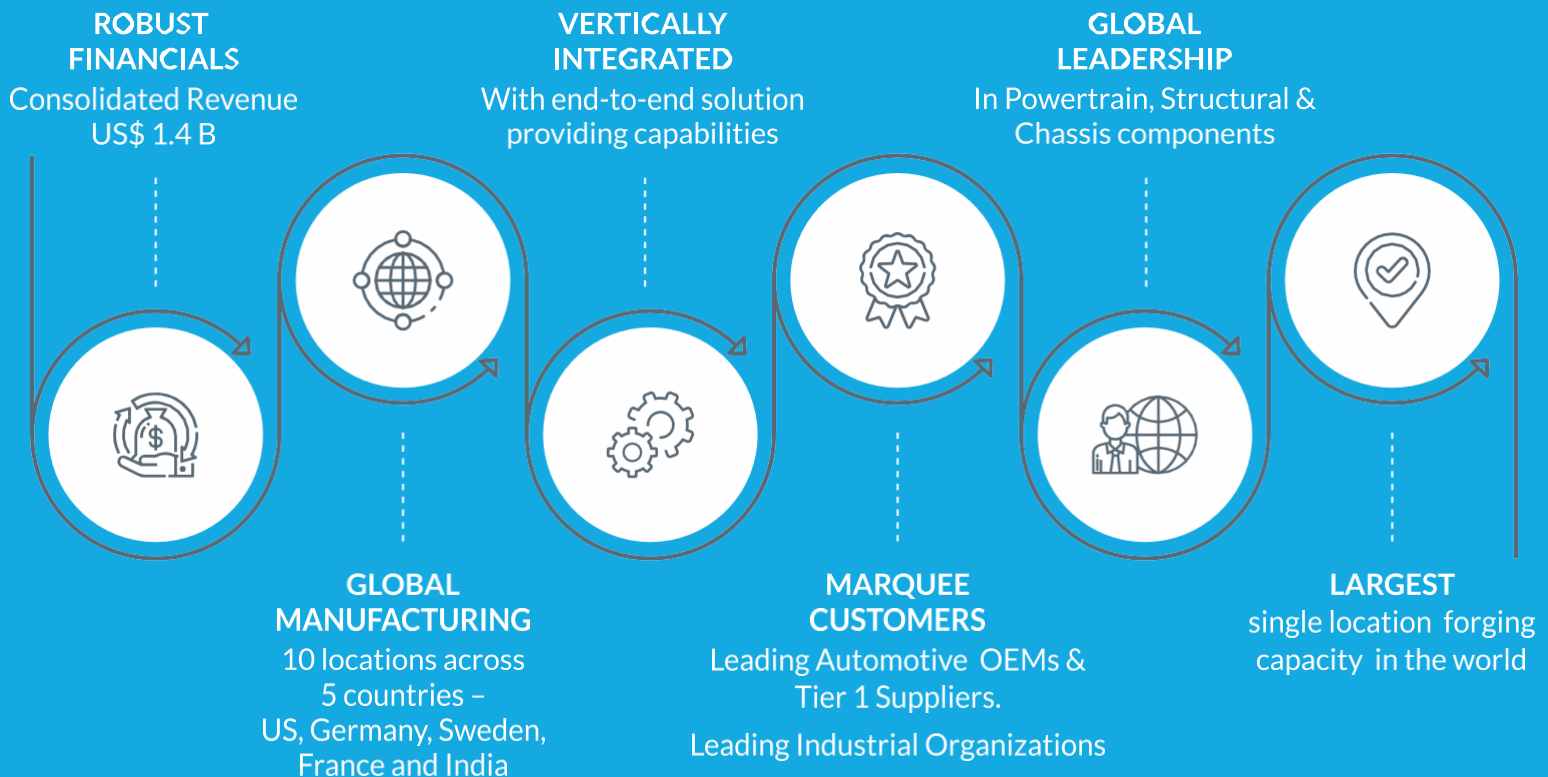 ROBUST
FINANCIALS
Consolidated Revenue
US$ 1.4 B
VERTICALLY
INTEGRATED
With end-to-end solution
providing capabilities
GLOBAL
LEADERSHIP
In Powertrain, Structural &
Chassis components
$
GLOBAL
MANUFACTURING
10 locations across
5 countries –
US, Germany, Sweden,
France and India
MARQUEE
CUSTOMERS
Leading Automotive OEMs &
Tier 1 Suppliers.
Leading Industrial Organizations
LARGEST
single location forging
capacity in the world